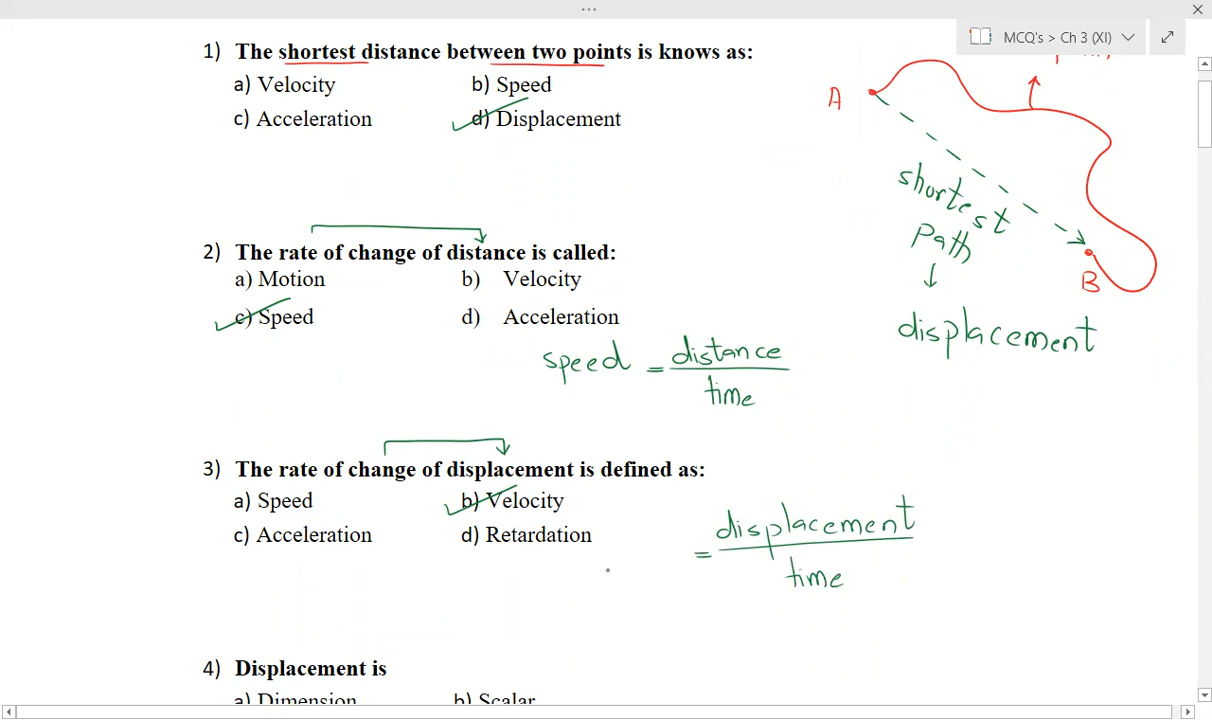 MCQ's > Ch 3 (XI)
1) The shortest distance between two points is knows as:
a) Velocity b) Speed
c) Acceleration d) Displacement
A
shortest
Path
B
displacement
2) The rate of change of distance is called:
a) Motion b) Velocity
c) Speed d) Acceleration
speed = distance
time
3) The rate of change of displacement is defined as:
a) Speed b) Velocity
c) Acceleration d) Retardation
= displacement
time
4) Displacement is
a) Dimension b) Scalar